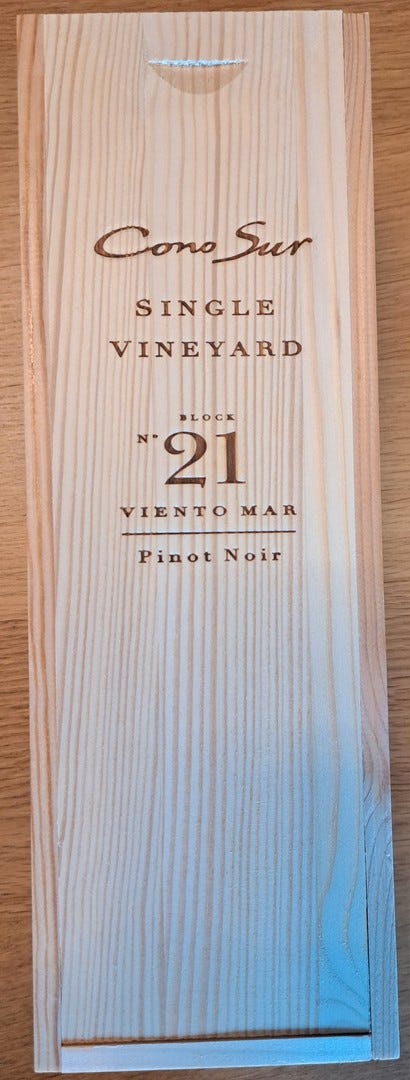 Cono Sur
SINGLE
VINEYARD
BLOCK
Nº 21
VIENTO MAR
Pinot Noir